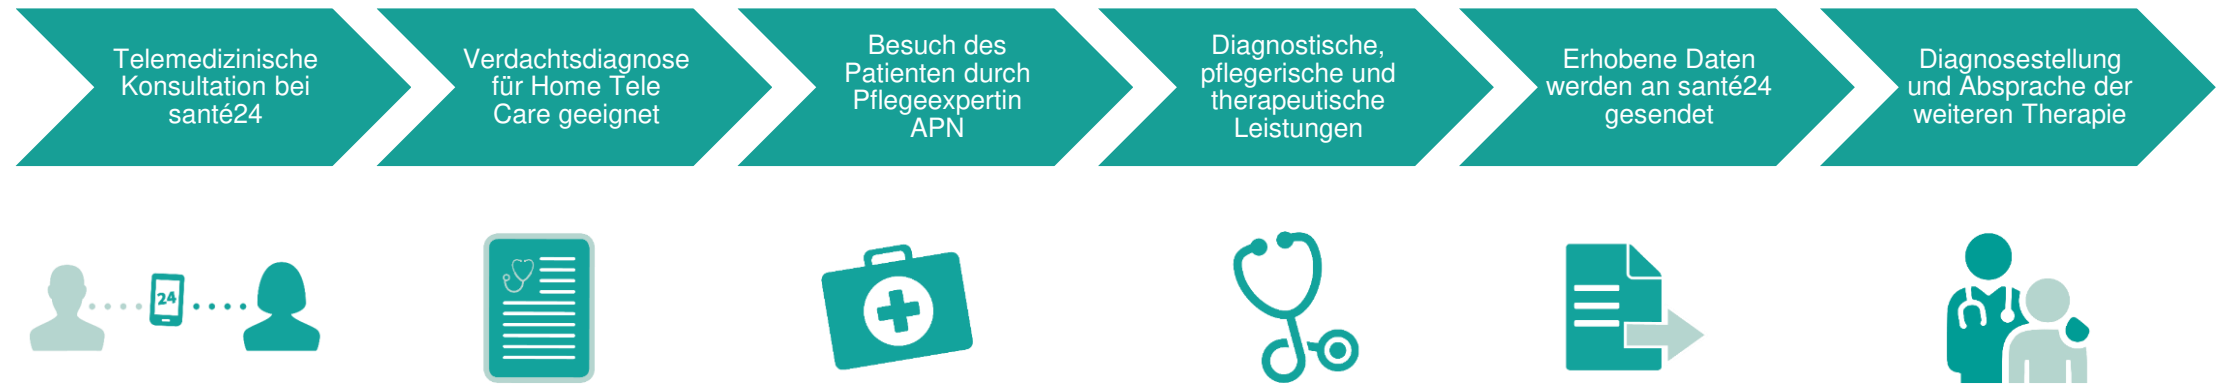 Telemedizinische
Konsultation bei
santé24
Verdachtsdiagnose
für Home Tele
Care geeignet
Besuch des
Patienten durch
Pflegeexpertin
APN
Diagnostische,
pflegerische und
therapeutische
Leistungen
Erhobene Daten
werden an santé24
gesendet
Diagnosestellung
und Absprache der
weiteren Therapie
24